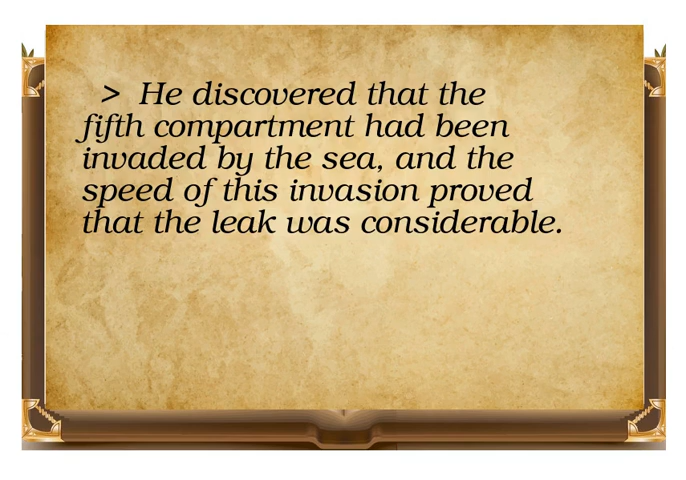 > He discovered that the
fifth compartment had been
invaded by the sea, and the
speed of this invasion proved
that the leak was considerable.